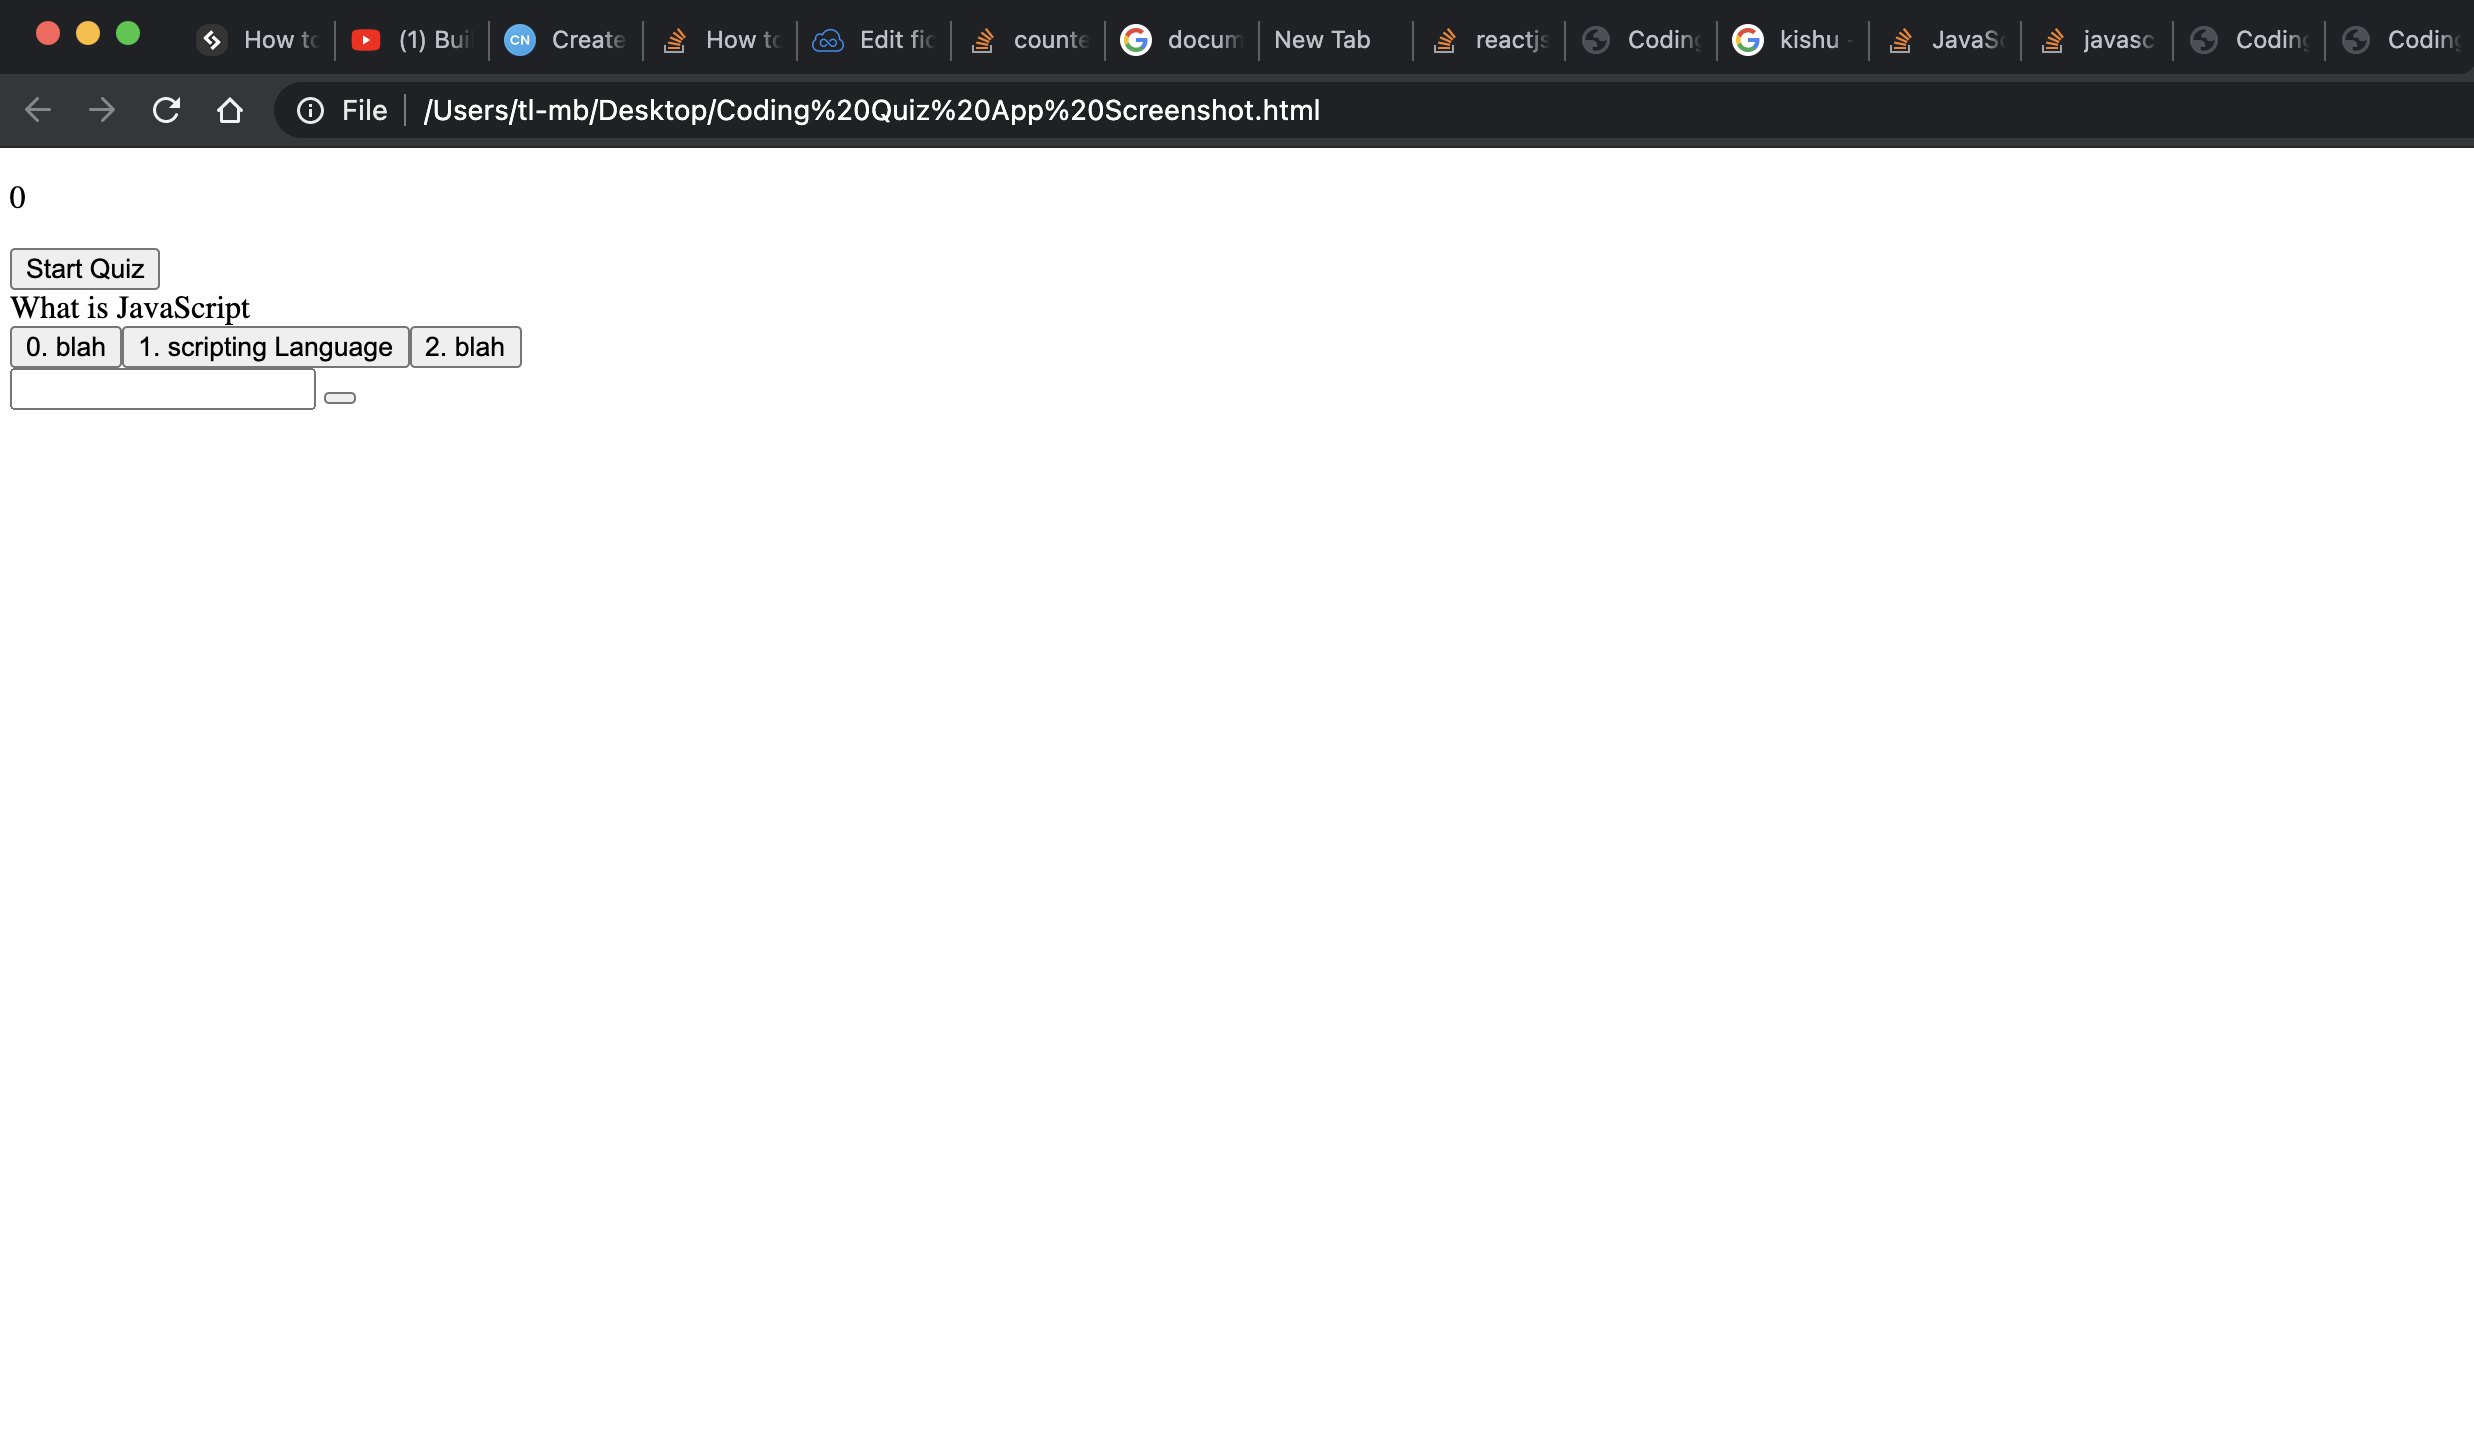 How to (1) Bui CN Create How to Edit fic counte docum New Tab reactjs Coding kishu - JavaSc javasc Coding Coding
File /Users/tl-mb/Desktop/Coding%20Quiz%20App%20Screenshot.html
0
Start Quiz
What is JavaScript
0. blah 1. scripting Language 2. blah